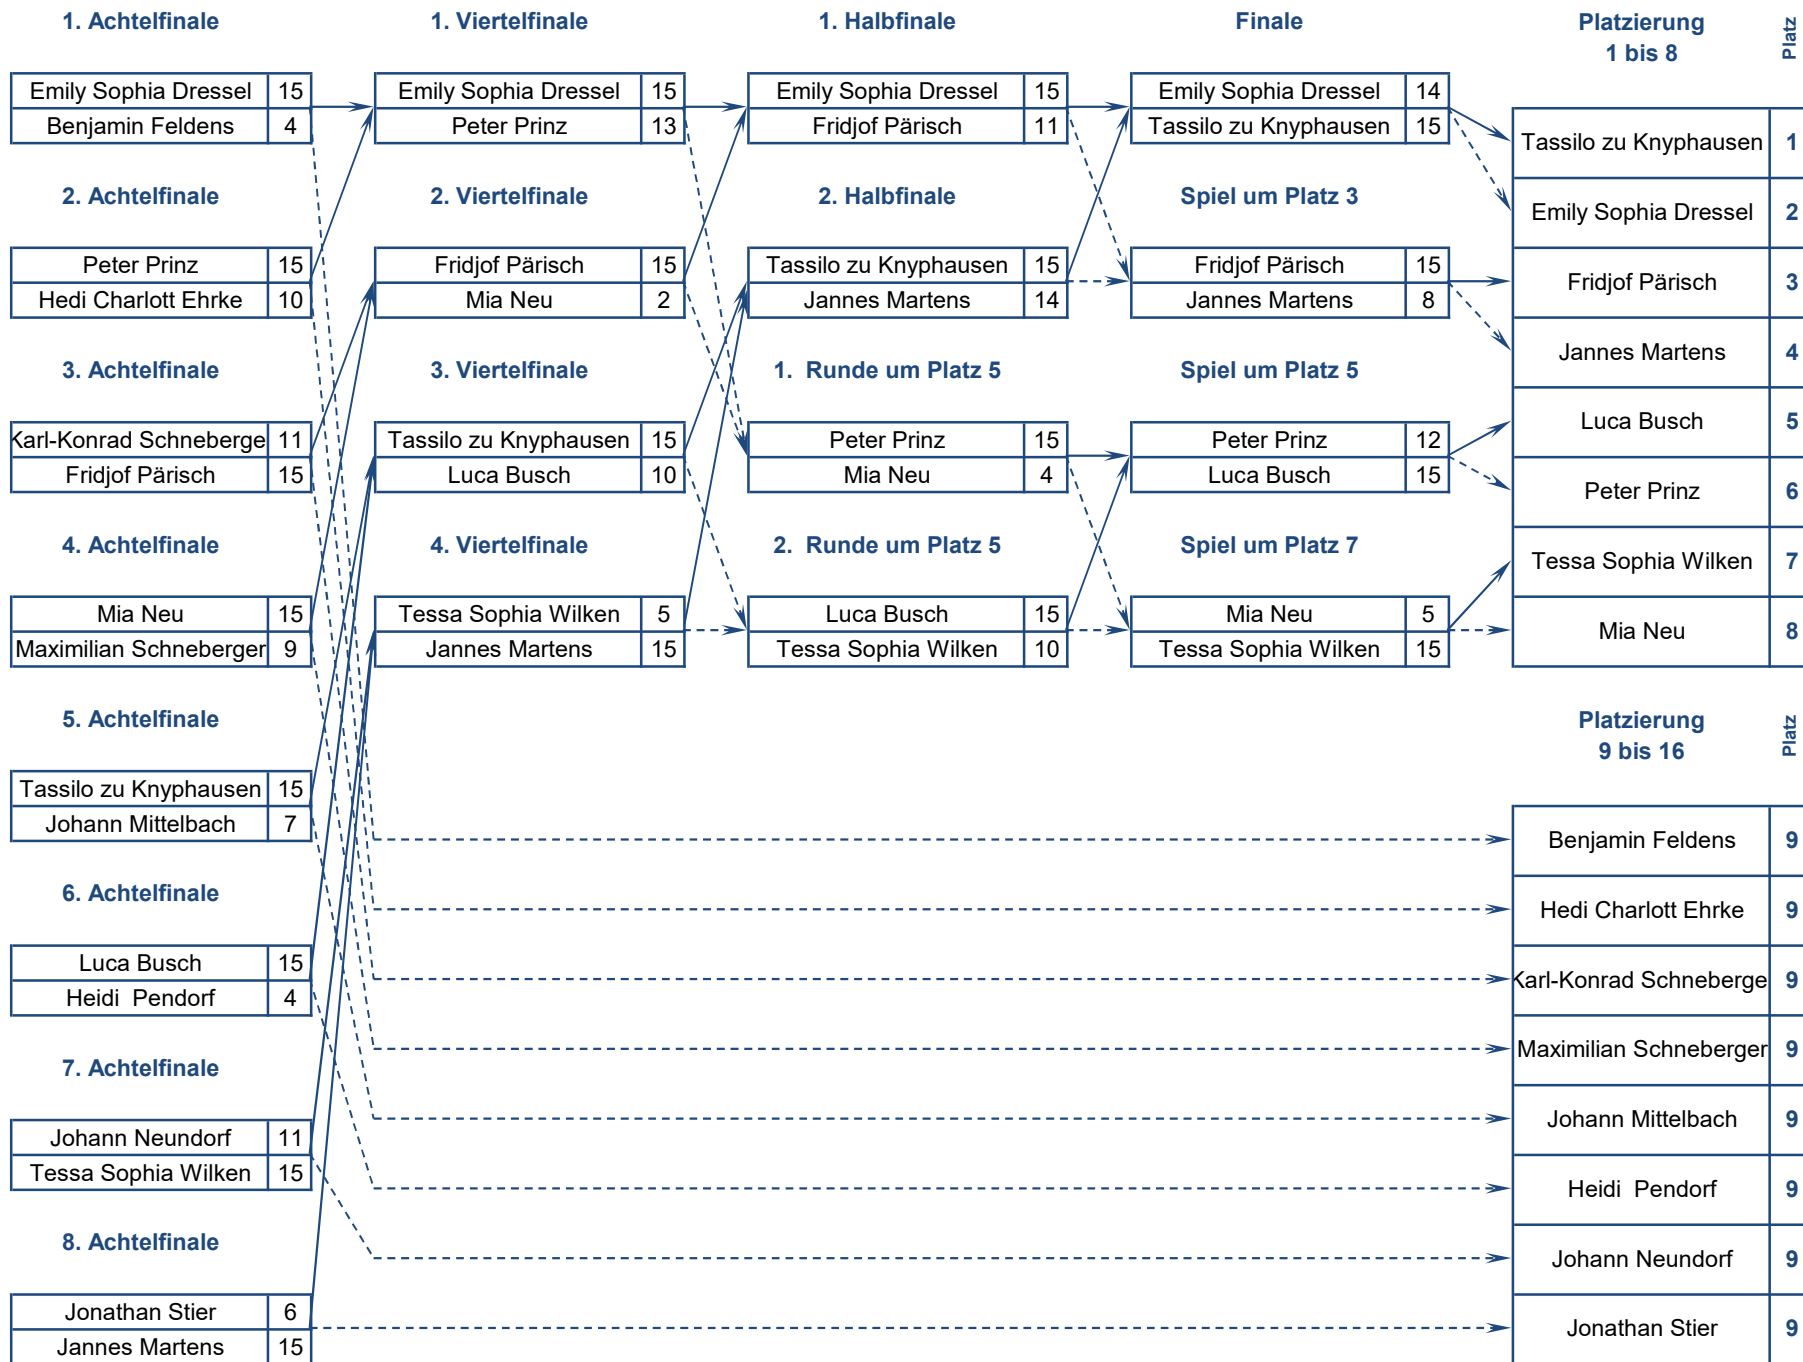 1. Achtelfinale 1. Viertelfinale 1. Halbfinale Finale Platzierung 1 bis 8 Platz
Emily Sophia Dressel 15 Emily Sophia Dressel 15 Emily Sophia Dressel 15 Emily Sophia Dressel 14
Benjamin Feldens 4 Peter Prinz 13 Fridjof Pärisch 11 Tassilo zu Knyphausen 15
Tassilo zu Knyphausen 1
2. Achtelfinale 2. Viertelfinale 2. Halbfinale Spiel um Platz 3
Emily Sophia Dressel 2
Peter Prinz 15 Fridjof Pärisch 15 Tassilo zu Knyphausen 15 Fridjof Pärisch 15
Fridjof Pärisch 3
Hedi Charlott Ehrke 10 Mia Neu 2 Jannes Martens 14 Jannes Martens 8
Jannes Martens 4
3. Achtelfinale 3. Viertelfinale 1. Runde um Platz 5 Spiel um Platz 5
Luca Busch 5
Karl-Konrad Schneberge 11 Tassilo zu Knyphausen 15 Peter Prinz 15 Peter Prinz 12
Fridjof Pärisch 15 Luca Busch 10 Mia Neu 4 Luca Busch 15
Peter Prinz 6
4. Achtelfinale 4. Viertelfinale 2. Runde um Platz 5 Spiel um Platz 7
Tessa Sophia Wilken 7
Mia Neu 15 Tessa Sophia Wilken 5 Luca Busch 15 Mia Neu 5
Mia Neu 8
Maximilian Schneberger 9 Jannes Martens 15 Tessa Sophia Wilken 10 Tessa Sophia Wilken 15
5. Achtelfinale Platzierung 9 bis 16 Platz
Tassilo zu Knyphausen 15
Johann Mittelbach 7
Benjamin Feldens 9
6. Achtelfinale
Hedi Charlott Ehrke 9
Luca Busch 15
Karl-Konrad Schneberge 9
Heidi Pendorf 4
Maximilian Schneberger 9
7. Achtelfinale
Johann Mittelbach 9
Johann Neundorf 11
Tessa Sophia Wilken 15
Heidi Pendorf 9
8. Achtelfinale
Johann Neundorf 9
Jonathan Stier 6
Jonathan Stier 9
Jannes Martens 15